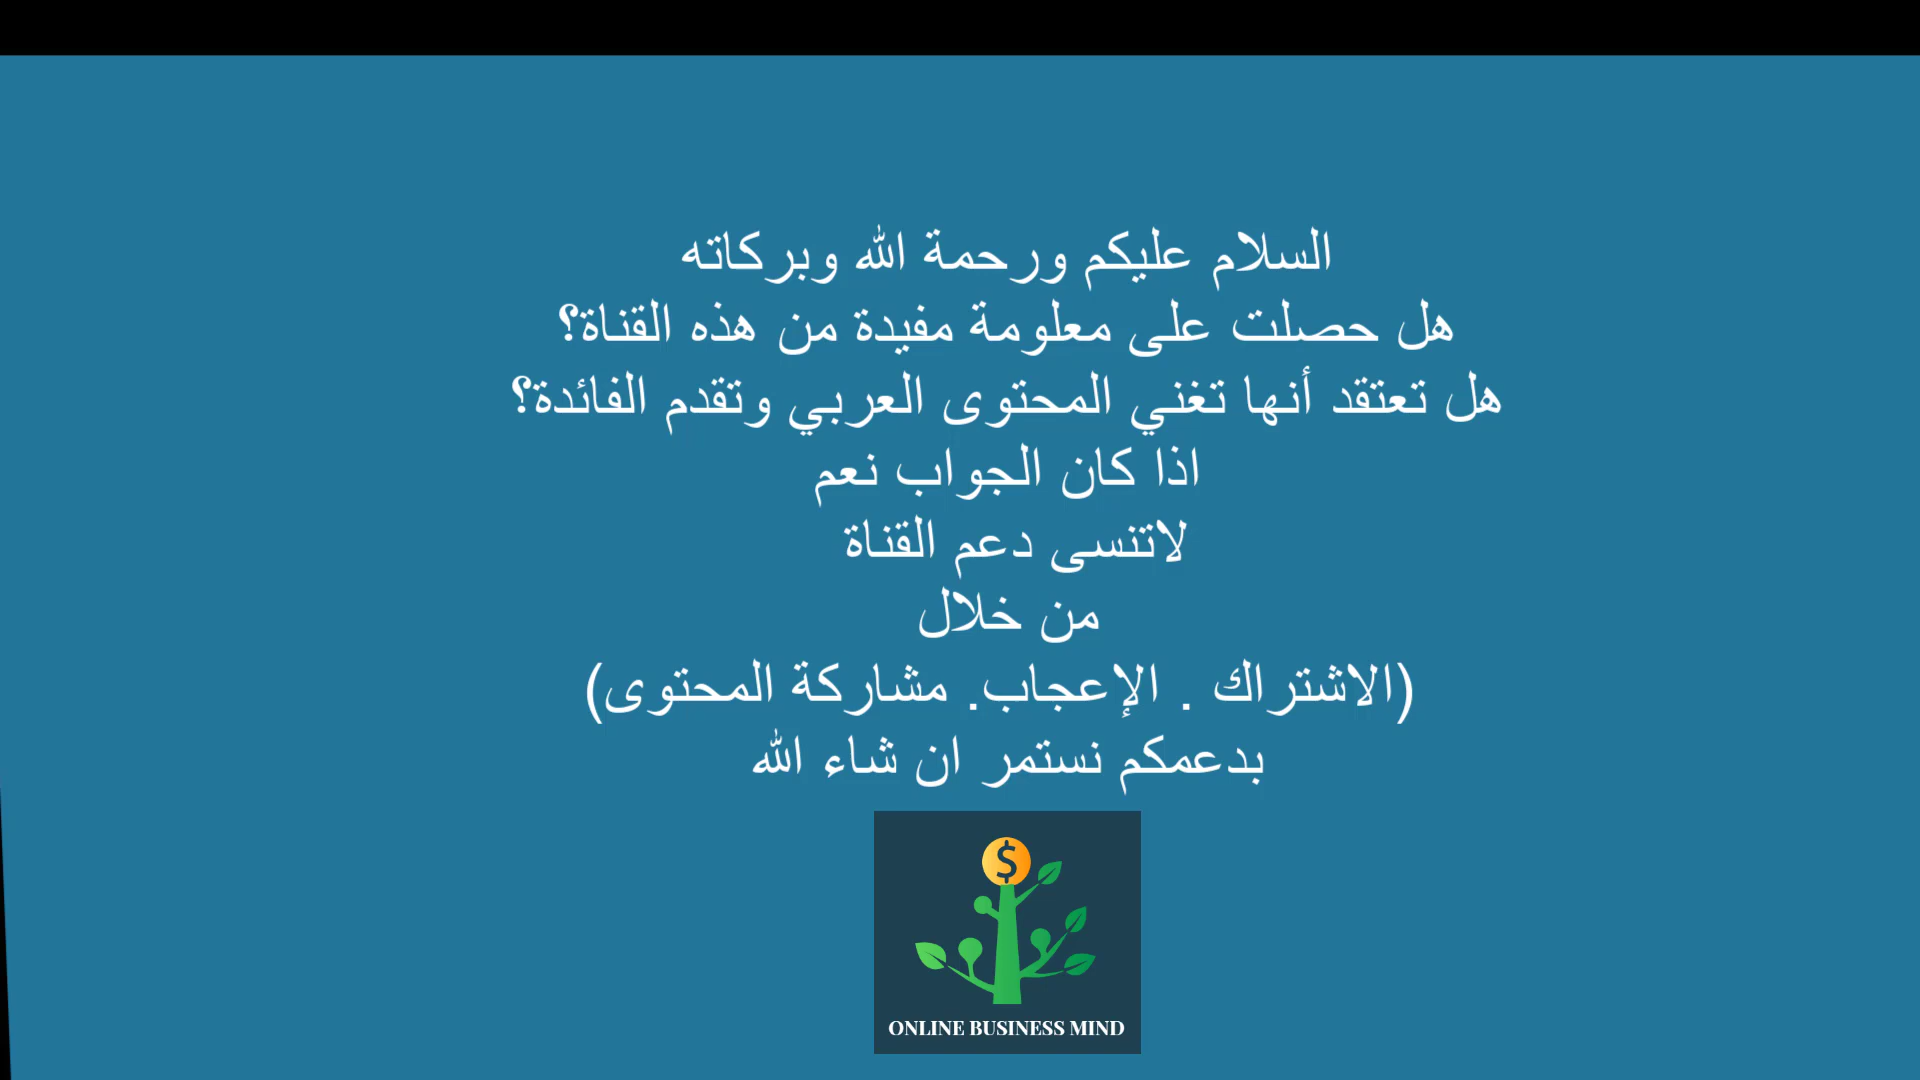 السلام عليكم ورحمة الله وبركاته
هل حصلت على معلومة مفيدة من هذه القناة؟
هل تعتقد أنها تغني المحتوى العربي وتقدم الفائدة؟
اذا كان الجواب نعم
لاتنسى دعم القناة
من خلال
(الاشتراك . الإعجاب. مشاركة المحتوى)
بدعمكم نستمر ان شاء الله
$
ONLINE BUSINESS MIND